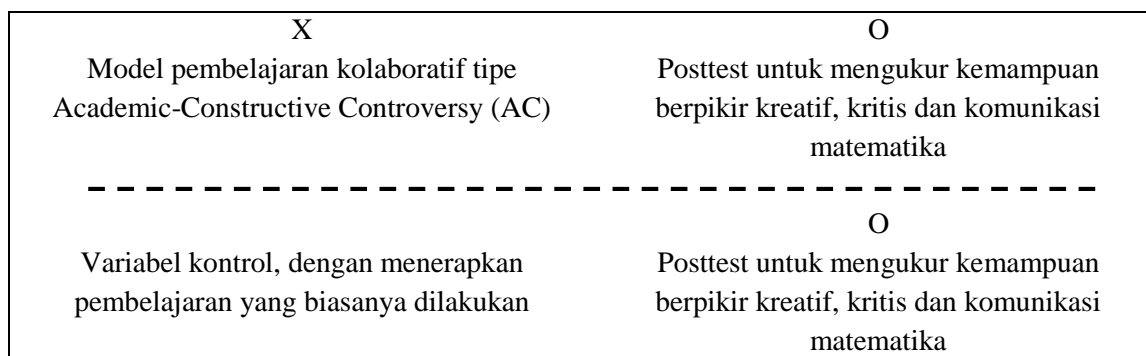 X
Model pembelajaran kolaboratif tipe
Academic-Constructive Controversy (AC)
O
Posttest untuk mengukur kemampuan
berpikir kreatif, kritis dan komunikasi
matematika
Variabel kontrol, dengan menerapkan
pembelajaran yang biasanya dilakukan
O
Posttest untuk mengukur kemampuan
berpikir kreatif, kritis dan komunikasi
matematika